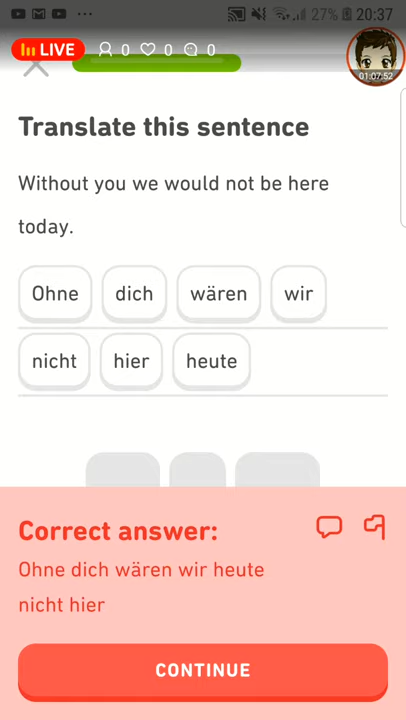 27% 20:37
LIVE 0 0 0
01:07:52
Translate this sentence
Without you we would not be here
today.
Ohne dich wären wir
nicht hier heute
Correct answer:
Ohne dich wären wir heute
nicht hier
CONTINUE